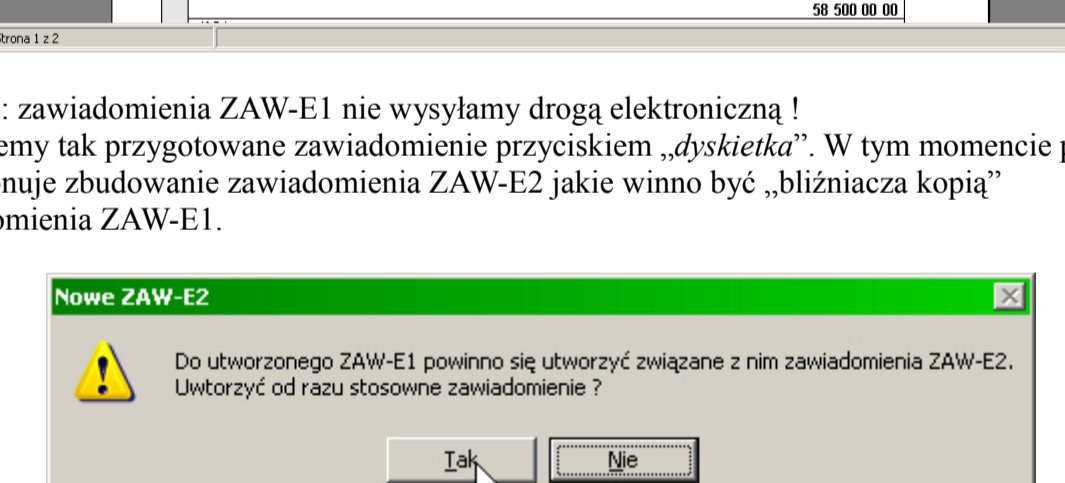 58 500 00 00
Strona 1 z 2
: zawiadomienia ZAW-E1 nie wysyłamy drogą elektroniczną !
emy tak przygotowane zawiadomienie przyciskiem „dyskietka”. W tym momencie p
nuje zbudowanie zawiadomienia ZAW-E2 jakie winno być „bliźniacza kopią”
omienia ZAW-E1.
Nowe ZAW-E2
Do utworzonego ZAW-E1 powinno się utworzyć związane z nim zawiadomienia ZAW-E2.
Uwtorzyć od razu stosowne zawiadomienie ?
Tak
Nie